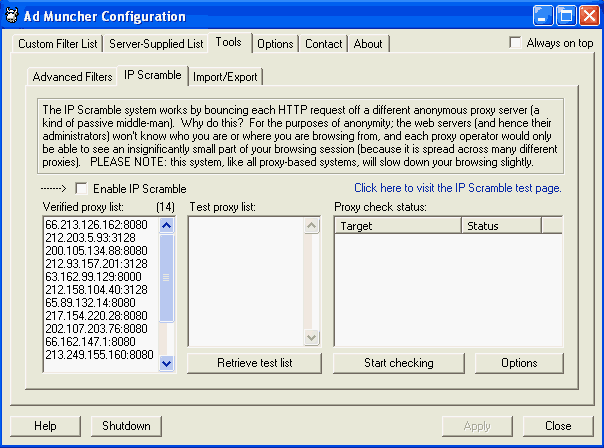 Ad Muncher Configuration
Custom Filter List Server-Supplied List Tools Options Contact About Always on top
Advanced Filters IP Scramble Import/Export
The IP Scramble system works by bouncing each HTTP request off a different anonymous proxy server (a
kind of passive middle-man). Why do this? For the purposes of anonymity; the web servers (and hence their
administrators) won't know who you are or where you are browsing from, and each proxy operator would only
be able to see an insignificantly small part of your browsing session (because it is spread across many different
proxies). PLEASE NOTE: this system, like all proxy-based systems, will slow down your browsing slightly.
------> Enable IP Scramble Click here to visit the IP Scramble test page.
Verified proxy list: (14) Test proxy list: Proxy check status:
Target Status
66.213.126.162:8080
212.203.5.93:3128
200.105.134.88:8080
212.93.157.201:3128
63.162.99.129:8000
212.158.104.40:3128
65.89.132.14:8080
217.154.220.28:8080
202.107.203.76:8080
66.162.147.1:8080
213.249.155.160:8080
Retrieve test list Start checking Options
Help Shutdown Apply Close